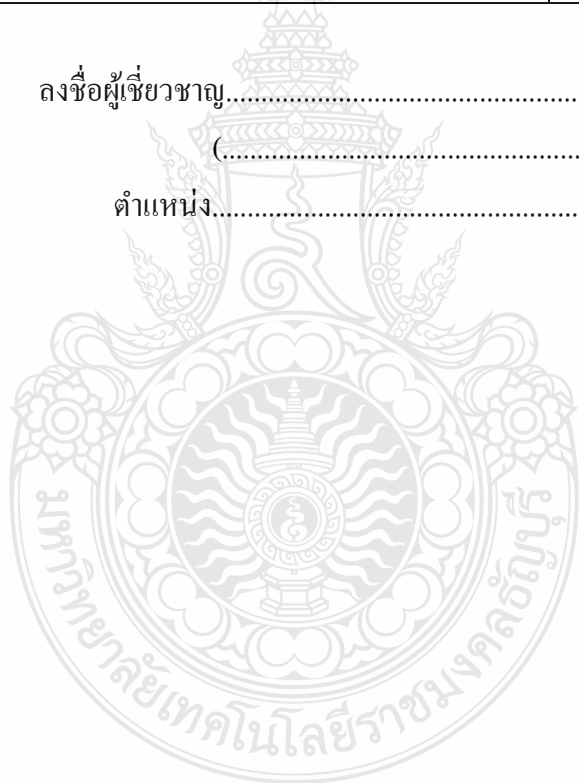 ลงชื่อผู้เชี่ยวชาญ..................................................
(..................................................
ตำแหน่ง....................................................
มหาวิทยาลัยเทคโนโลยีราชมงคลธัญบุรี